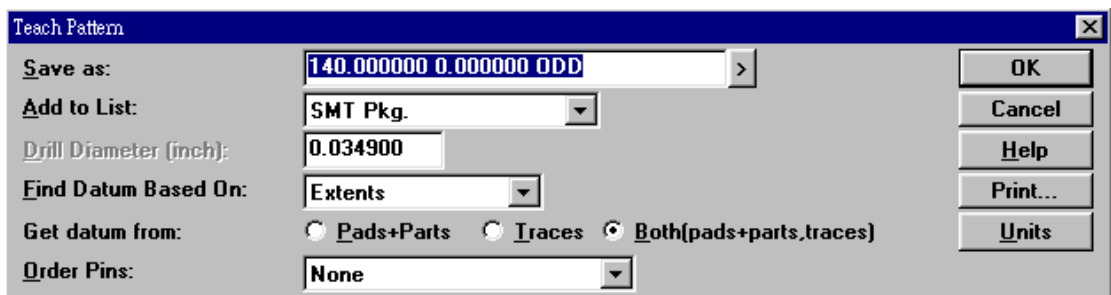 Teach Pattern
Save as: 140.000000 0.000000 ODD > OK
Add to List: SMT Pkg. Cancel
Drill Diameter (inch): 0.034900 Help
Find Datum Based On: Extents Print...
Get datum from: Pads+Parts Traces Both(pads+parts,traces) Units
Order Pins: None